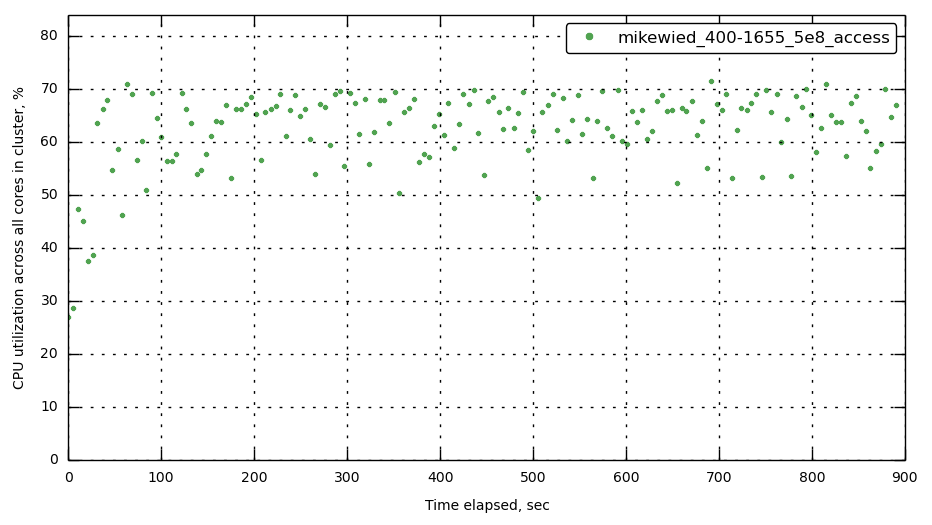 mikewied_400-1655_5e8_access
CPU utilization across all cores in cluster, %
80
70
60
50
40
30
20
10
0
0 100 200 300 400 500 600 700 800 900
Time elapsed, sec